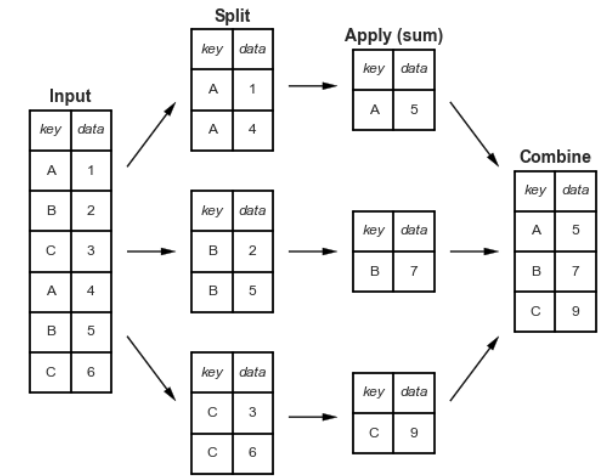 Input
key data
A 1
B 2
C 3
A 4
B 5
C 6
Split
key data
A 1
A 4
key data
B 2
B 5
key data
C 3
C 6
Apply (sum)
key data
A 5
key data
B 7
key data
C 9
Combine
key data
A 5
B 7
C 9